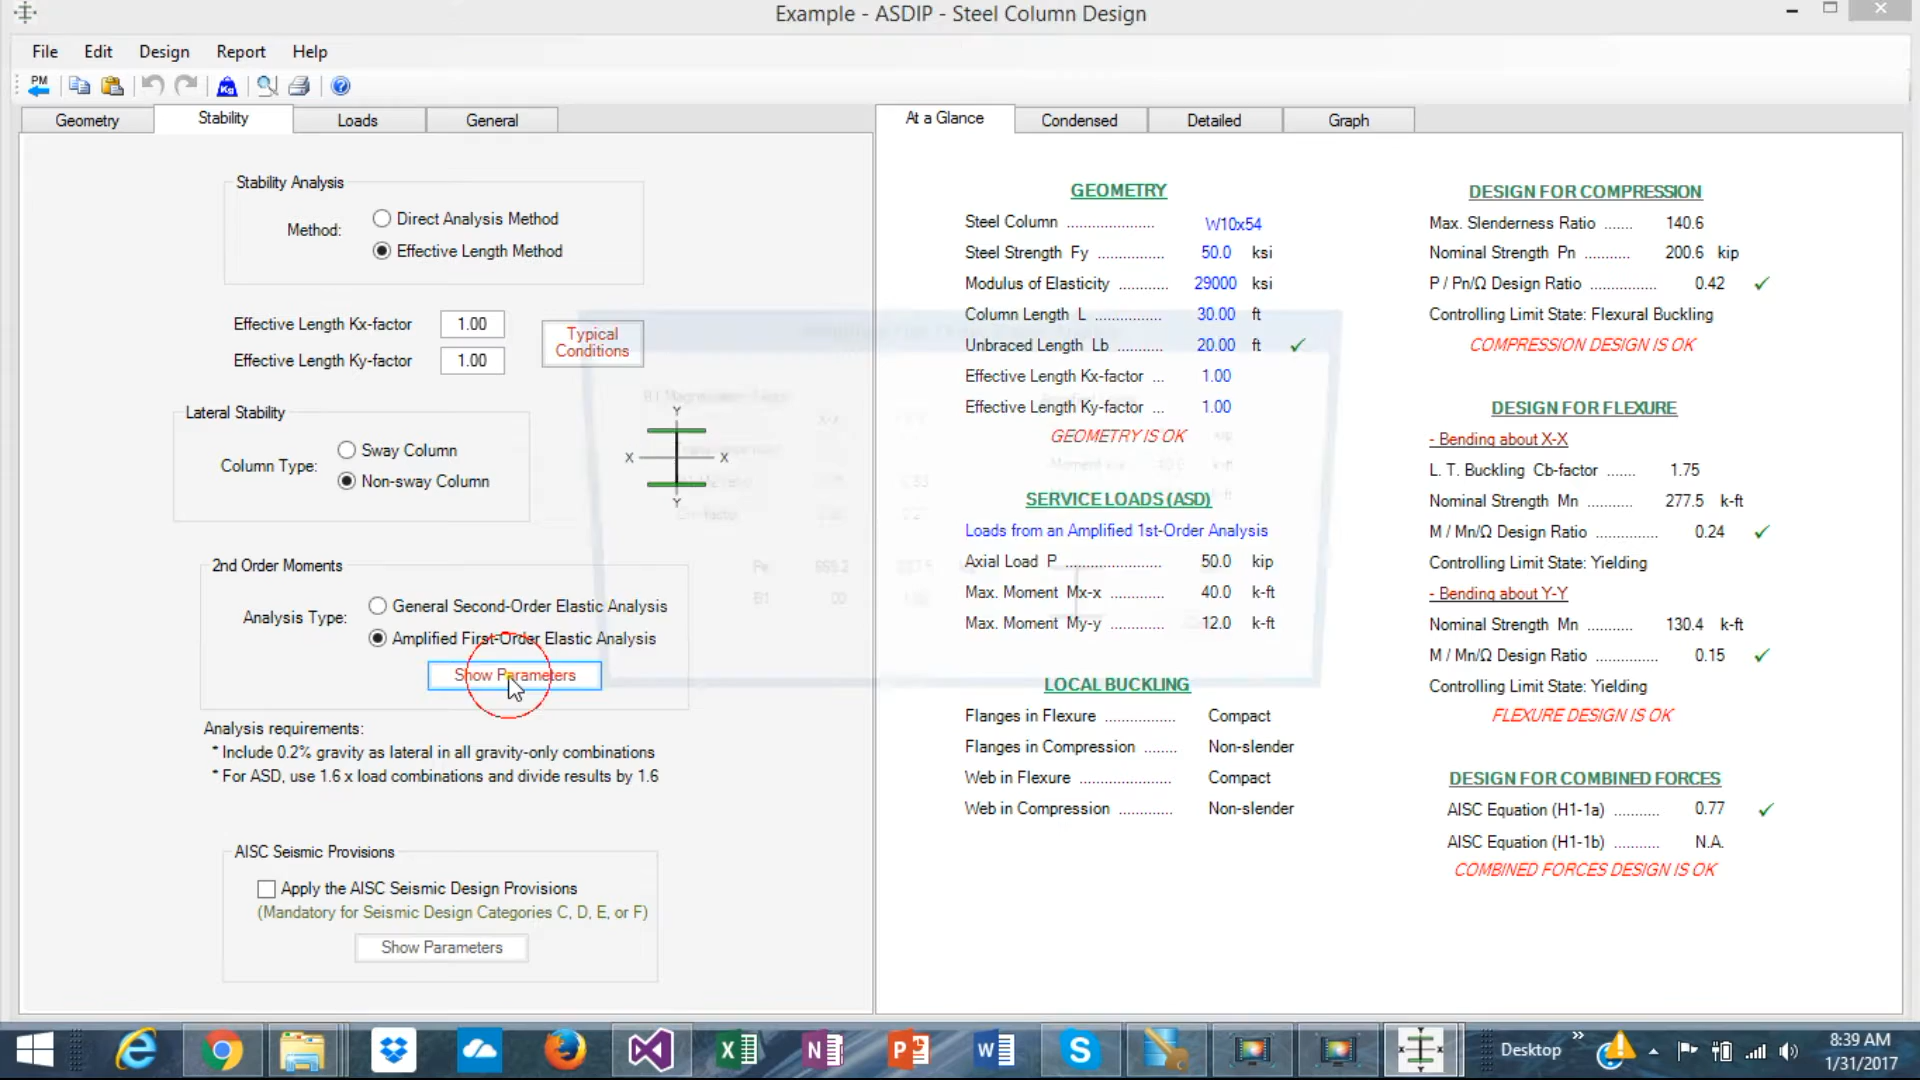 Example - ASDIP - Steel Column Design
File Edit Design Report Help
PM Kg
Geometry Stability Loads General
Stability Analysis
Method:
Direct Analysis Method
Effective Length Method
Effective Length Kx-factor 1.00
Effective Length Ky-factor 1.00
Typical
Conditions
Lateral Stability
Column Type:
Sway Column
Non-sway Column
Y
X X
Y
2nd Order Moments
Analysis Type:
General Second-Order Elastic Analysis
Amplified First-Order Elastic Analysis
Show Parameters
Analysis requirements:
* Include 0.2% gravity as lateral in all gravity-only combinations
* For ASD, use 1.6 x load combinations and divide results by 1.6
AISC Seismic Provisions
Apply the AISC Seismic Design Provisions
(Mandatory for Seismic Design Categories C, D, E, or F)
Show Parameters
At a Glance Condensed Detailed Graph
GEOMETRY
Steel Column ..................... W10x54
Steel Strength Fy ................ 50.0 ksi
Modulus of Elasticity ............ 29000 ksi
Column Length L ................ 30.00 ft
Unbraced Length Lb ........... 20.00 ft ✓
Effective Length Kx-factor ... 1.00
Effective Length Ky-factor ... 1.00
GEOMETRY IS OK
SERVICE LOADS (ASD)
Loads from an Amplified 1st-Order Analysis
Axial Load P ....................... 50.0 kip
Max. Moment Mx-x ............. 40.0 k-ft
Max. Moment My-y ............. 12.0 k-ft
LOCAL BUCKLING
Flanges in Flexure ................. Compact
Flanges in Compression ........ Non-slender
Web in Flexure ..................... Compact
Web in Compression ............. Non-slender
DESIGN FOR COMPRESSION
Max. Slenderness Ratio ....... 140.6
Nominal Strength Pn ........... 200.6 kip
P / Pn/Ω Design Ratio ................ 0.42 ✓
Controlling Limit State: Flexural Buckling
COMPRESSION DESIGN IS OK
DESIGN FOR FLEXURE
- Bending about X-X
L. T. Buckling Cb-factor ....... 1.75
Nominal Strength Mn ........... 277.5 k-ft
M / Mn/Ω Design Ratio ............... 0.24 ✓
Controlling Limit State: Yielding
- Bending about Y-Y
Nominal Strength Mn ........... 130.4 k-ft
M / Mn/Ω Design Ratio ............... 0.15 ✓
Controlling Limit State: Yielding
FLEXURE DESIGN IS OK
DESIGN FOR COMBINED FORCES
AISC Equation (H1-1a) ........... 0.77 ✓
AISC Equation (H1-1b) ........... N.A.
COMBINED FORCES DESIGN IS OK
Desktop
8:39 AM
1/31/2017